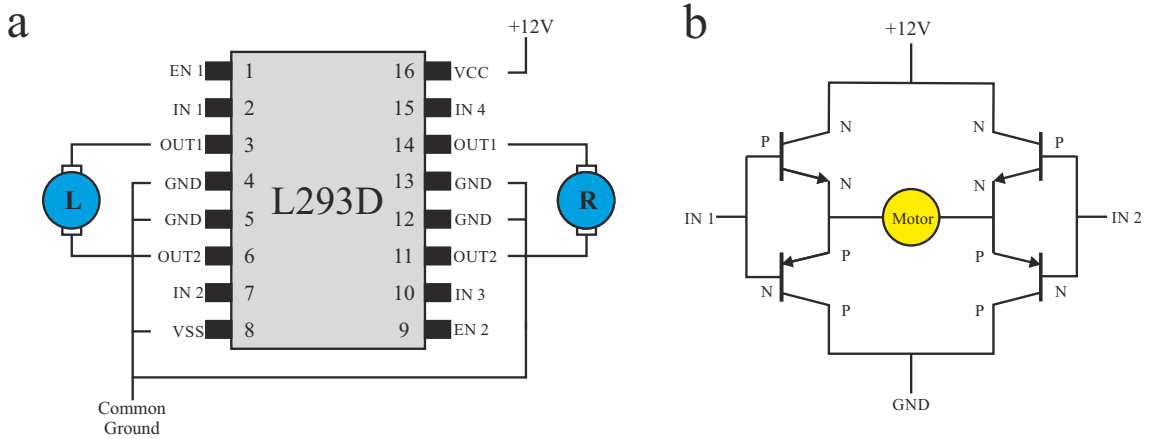 a
+12V
EN 1 1 16 VCC
IN 1 2 15 IN 4
OUT1 3 14 OUT1
GND 4 13 GND
L L293D R
GND 5 12 GND
OUT2 6 11 OUT2
IN 2 7 10 IN 3
VSS 8 9 EN 2
Common
Ground
b
+12V
N N
P P
N N
IN 1 Motor IN 2
P P
N N
P P
GND